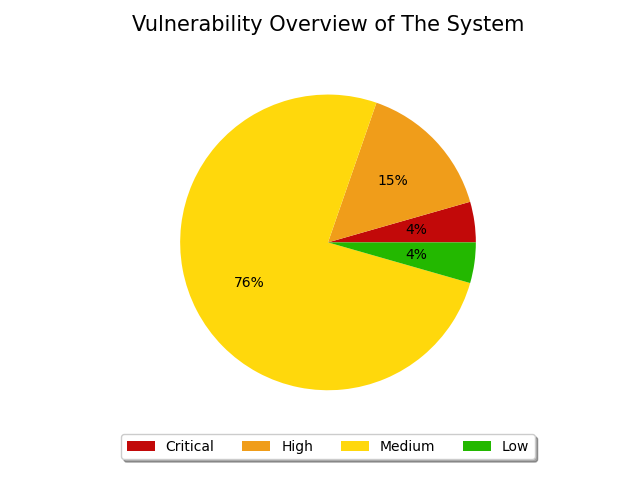 Vulnerability Overview of The System
15%
4%
4%
76%
Critical High Medium Low